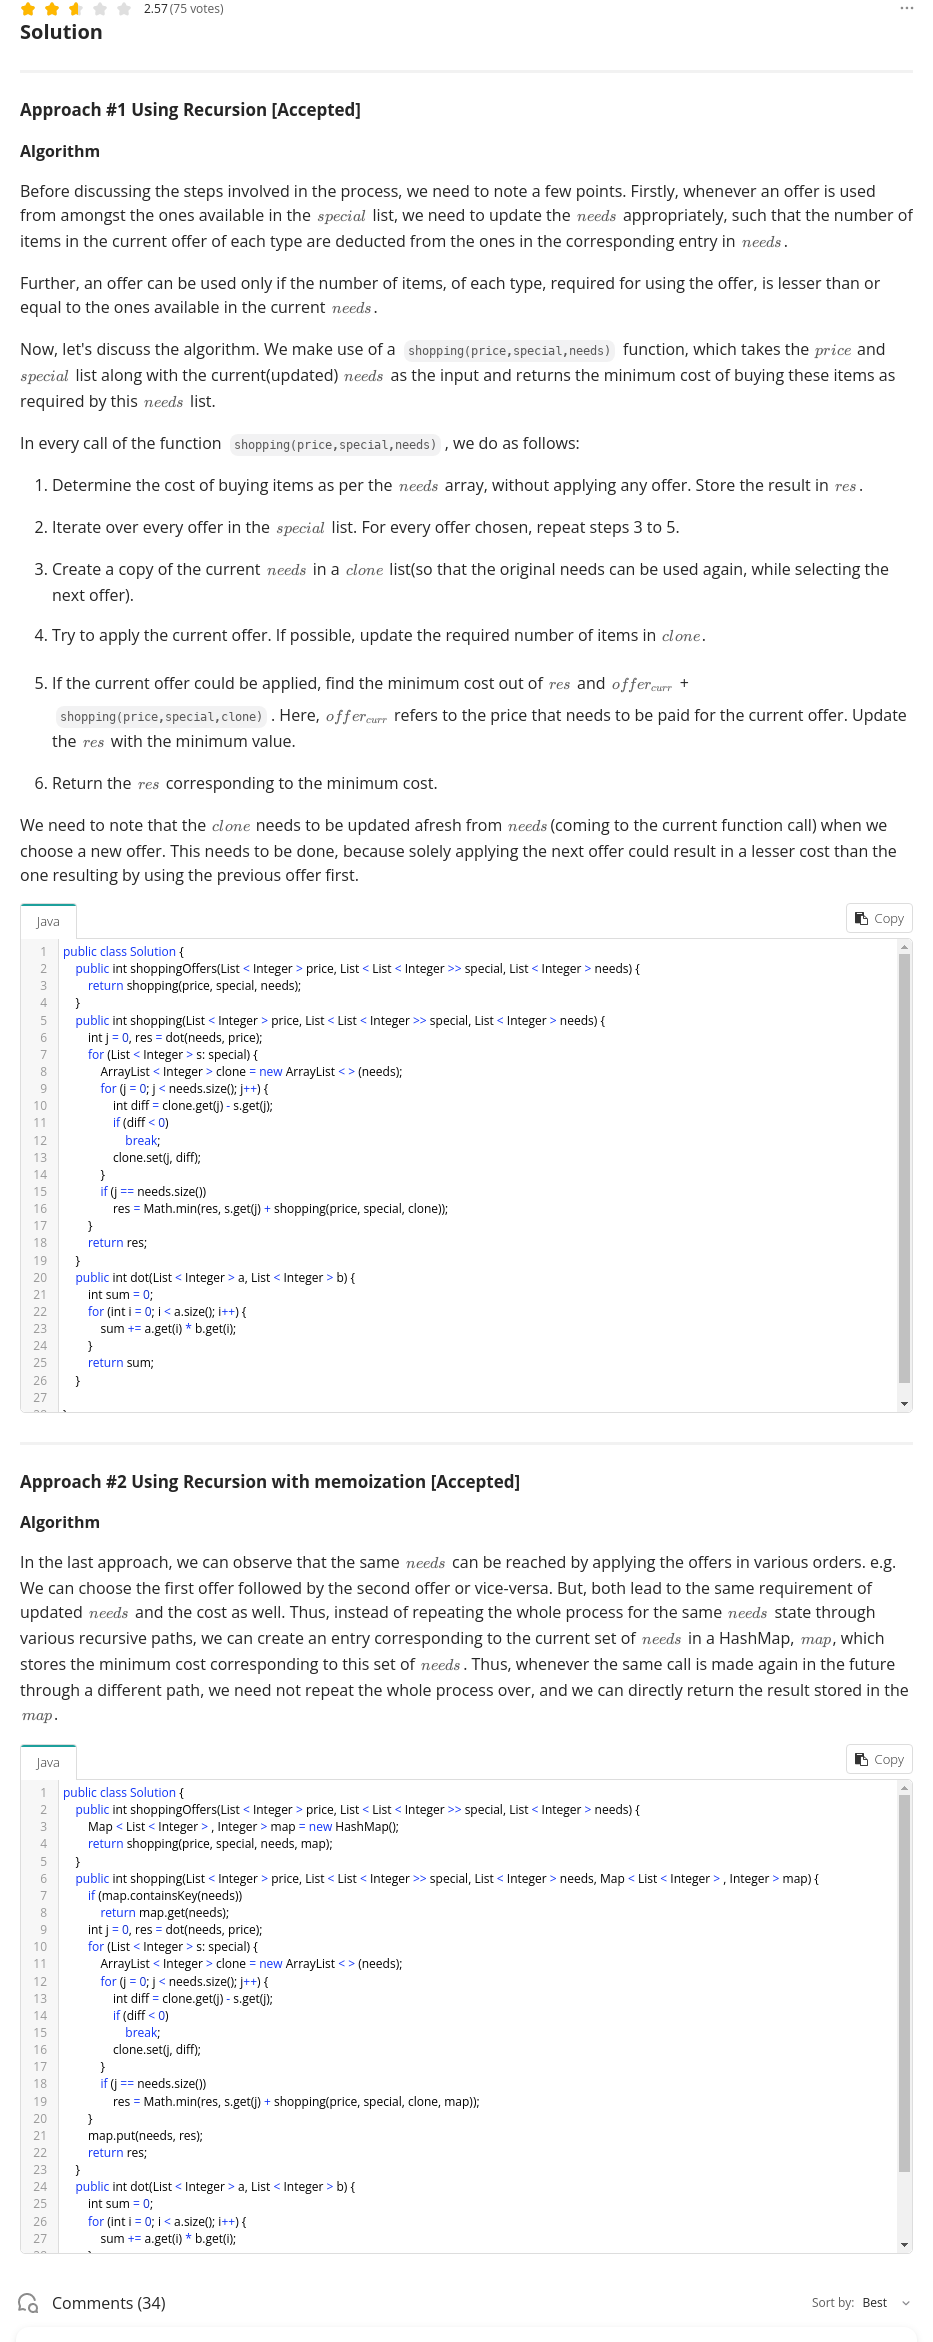 2.57 (75 votes)
Solution
Approach #1 Using Recursion [Accepted]
Algorithm
Before discussing the steps involved in the process, we need to note a few points. Firstly, whenever an offer is used
from amongst the ones available in the special list, we need to update the needs appropriately, such that the number of
items in the current offer of each type are deducted from the ones in the corresponding entry in needs.
Further, an offer can be used only if the number of items, of each type, required for using the offer, is lesser than or
equal to the ones available in the current needs.
Now, let's discuss the algorithm. We make use of a shopping(price,special,needs) function, which takes the price and
special list along with the current(updated) needs as the input and returns the minimum cost of buying these items as
required by this needs list.
In every call of the function shopping(price,special,needs) , we do as follows:
1. Determine the cost of buying items as per the needs array, without applying any offer. Store the result in res.
2. Iterate over every offer in the special list. For every offer chosen, repeat steps 3 to 5.
3. Create a copy of the current needs in a clone list(so that the original needs can be used again, while selecting the
next offer).
4. Try to apply the current offer. If possible, update the required number of items in clone.
5. If the current offer could be applied, find the minimum cost out of res and offer_curr +
shopping(price,special,clone) . Here, offer_curr refers to the price that needs to be paid for the current offer. Update
the res with the minimum value.
6. Return the res corresponding to the minimum cost.
We need to note that the clone needs to be updated afresh from needs(coming to the current function call) when we
choose a new offer. This needs to be done, because solely applying the next offer could result in a lesser cost than the
one resulting by using the previous offer first.
Java Copy
1 public class Solution {
2 public int shoppingOffers(List < Integer > price, List < List < Integer >> special, List < Integer > needs) {
3 return shopping(price, special, needs);
4 }
5 public int shopping(List < Integer > price, List < List < Integer >> special, List < Integer > needs) {
6 int j = 0, res = dot(needs, price);
7 for (List < Integer > s: special) {
8 ArrayList < Integer > clone = new ArrayList < > (needs);
9 for (j = 0; j < needs.size(); j++) {
10 int diff = clone.get(j) - s.get(j);
11 if (diff < 0)
12 break;
13 clone.set(j, diff);
14 }
15 if (j == needs.size())
16 res = Math.min(res, s.get(j) + shopping(price, special, clone));
17 }
18 return res;
19 }
20 public int dot(List < Integer > a, List < Integer > b) {
21 int sum = 0;
22 for (int i = 0; i < a.size(); i++) {
23 sum += a.get(i) * b.get(i);
24 }
25 return sum;
26 }
27
Approach #2 Using Recursion with memoization [Accepted]
Algorithm
In the last approach, we can observe that the same needs can be reached by applying the offers in various orders. e.g.
We can choose the first offer followed by the second offer or vice-versa. But, both lead to the same requirement of
updated needs and the cost as well. Thus, instead of repeating the whole process for the same needs state through
various recursive paths, we can create an entry corresponding to the current set of needs in a HashMap, map, which
stores the minimum cost corresponding to this set of needs. Thus, whenever the same call is made again in the future
through a different path, we need not repeat the whole process over, and we can directly return the result stored in the
map.
Java Copy
1 public class Solution {
2 public int shoppingOffers(List < Integer > price, List < List < Integer >> special, List < Integer > needs) {
3 Map < List < Integer > , Integer > map = new HashMap();
4 return shopping(price, special, needs, map);
5 }
6 public int shopping(List < Integer > price, List < List < Integer >> special, List < Integer > needs, Map < List < Integer > , Integer > map) {
7 if (map.containsKey(needs))
8 return map.get(needs);
9 int j = 0, res = dot(needs, price);
10 for (List < Integer > s: special) {
11 ArrayList < Integer > clone = new ArrayList < > (needs);
12 for (j = 0; j < needs.size(); j++) {
13 int diff = clone.get(j) - s.get(j);
14 if (diff < 0)
15 break;
16 clone.set(j, diff);
17 }
18 if (j == needs.size())
19 res = Math.min(res, s.get(j) + shopping(price, special, clone, map));
20 }
21 map.put(needs, res);
22 return res;
23 }
24 public int dot(List < Integer > a, List < Integer > b) {
25 int sum = 0;
26 for (int i = 0; i < a.size(); i++) {
27 sum += a.get(i) * b.get(i);
Comments (34) Sort by: Best